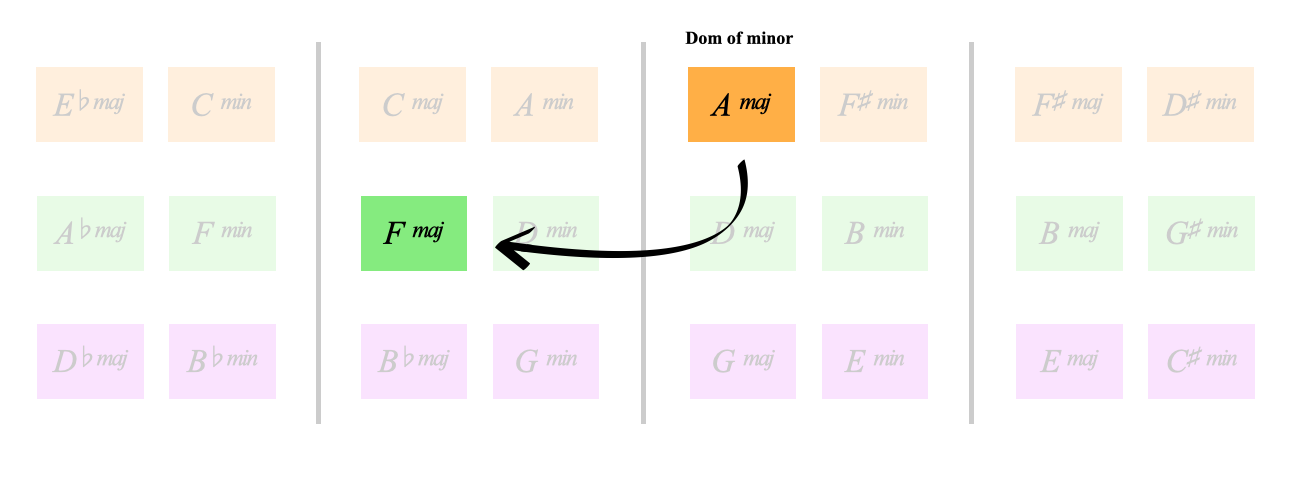 Dom of minor
E♭ maj C min C maj A min A maj F♯ min F♯ maj D♯ min
A♭ maj F min F maj D min D maj B min B maj G♯ min
D♭ maj B♭ min B♭ maj G min G maj E min E maj C♯ min